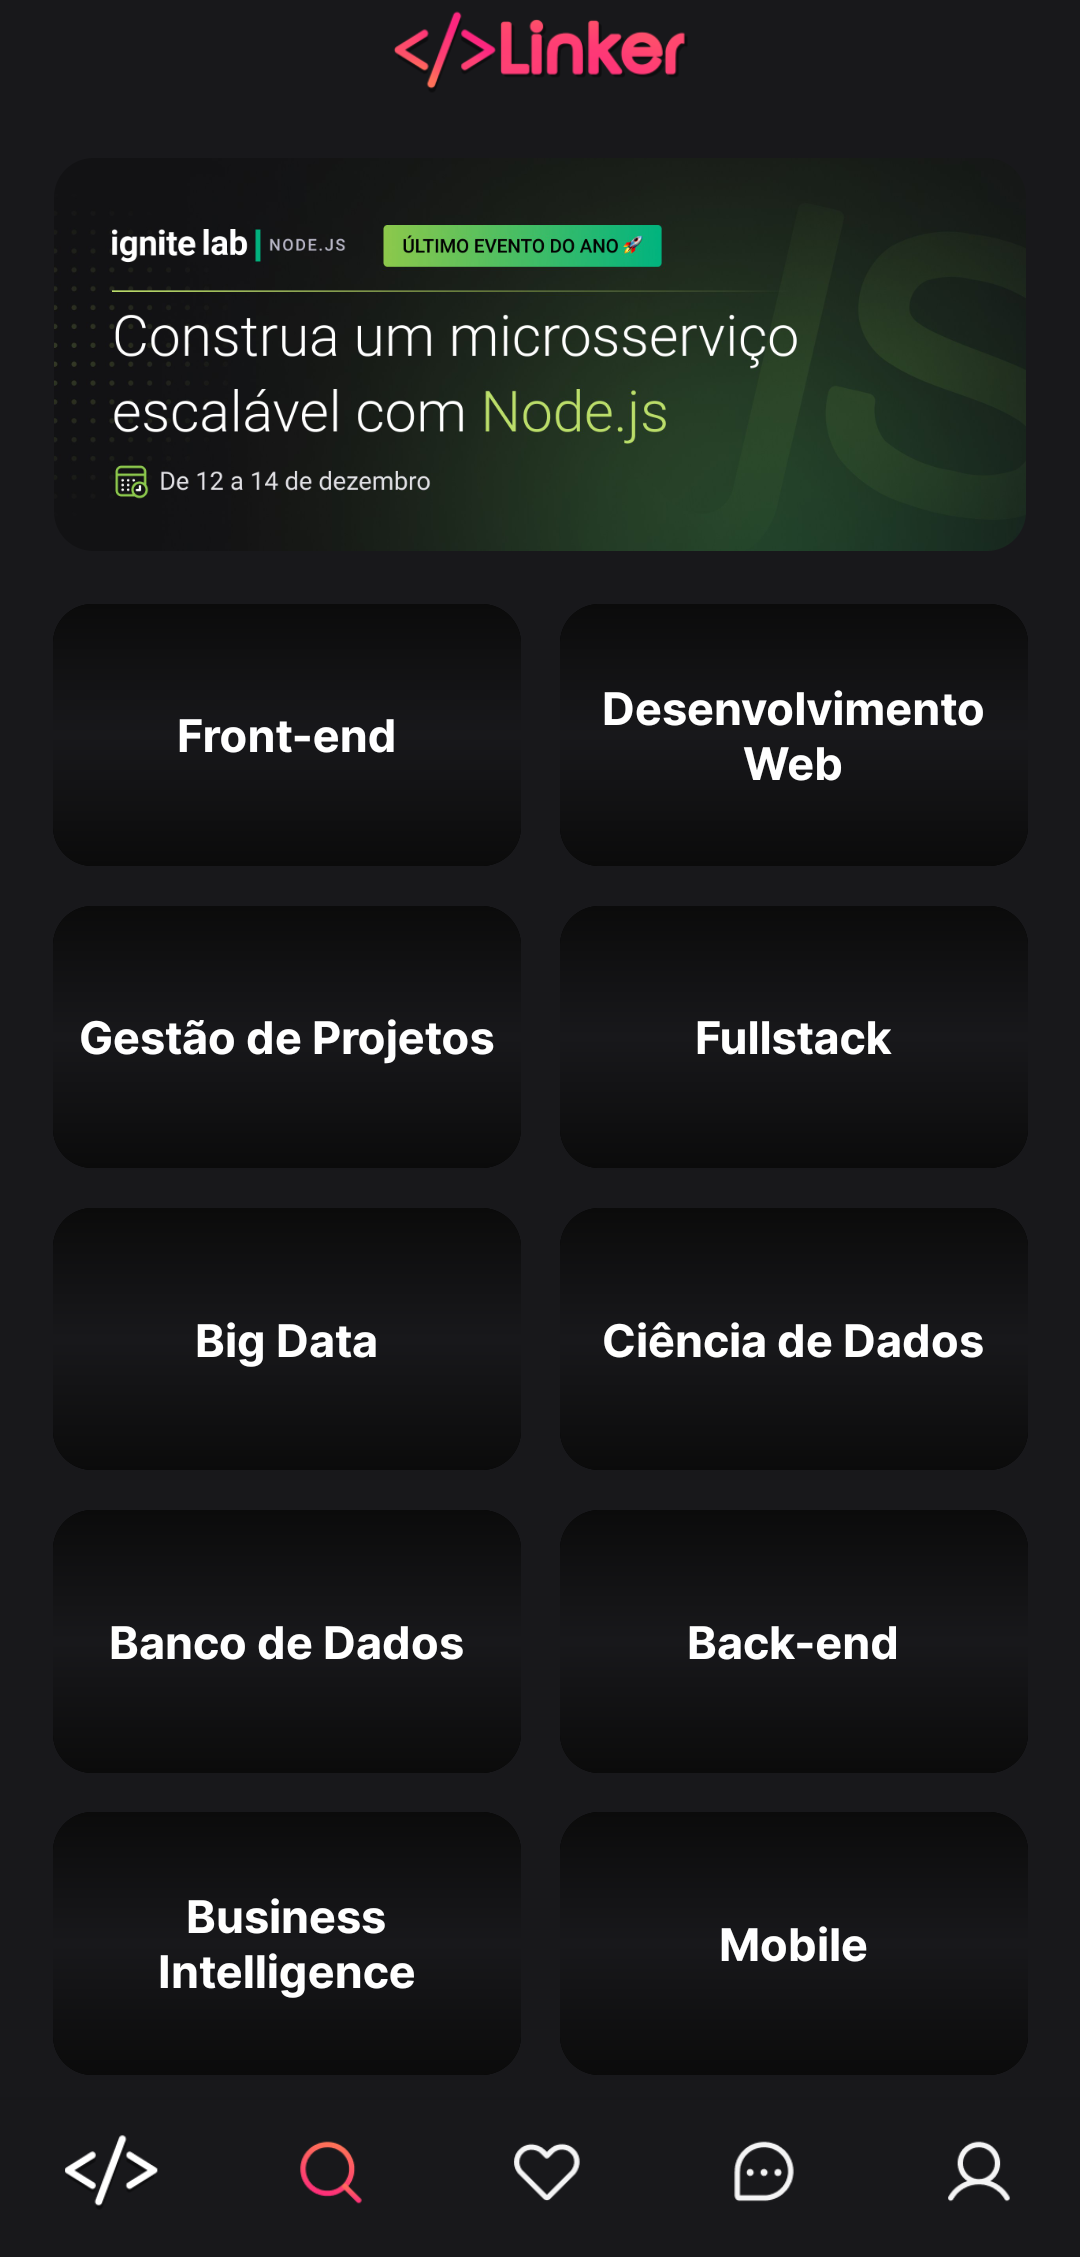 </>Linker
ignite lab | NODE.JS
ÚLTIMO EVENTO DO ANO 🚀
Construa um microsserviço
escalável com Node.js
De 12 a 14 de dezembro
JS
Front-end
Desenvolvimento
Web
Gestão de Projetos
Fullstack
Big Data
Ciência de Dados
Banco de Dados
Back-end
Business
Intelligence
Mobile
</>